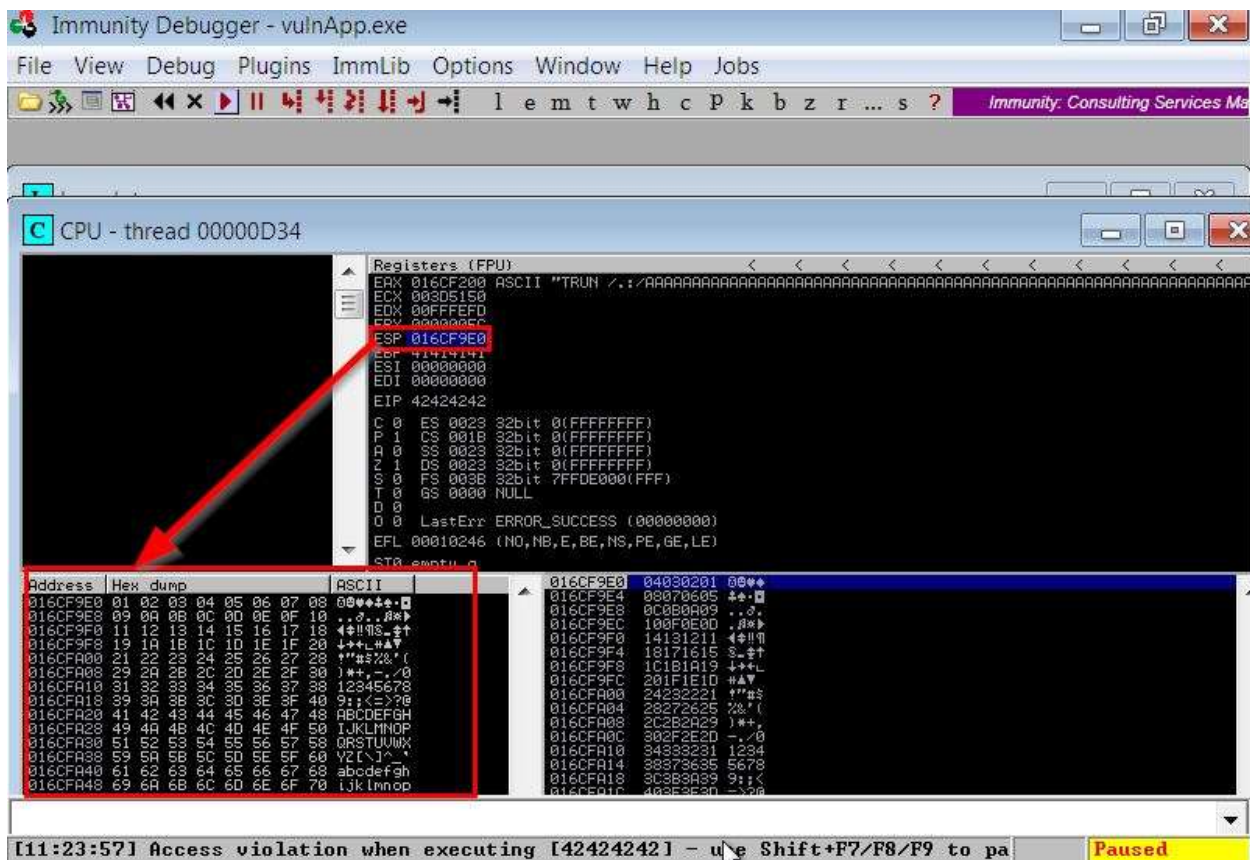 Immunity Debugger - vulnApp.exe
File View Debug Plugins ImmLib Options Window Help Jobs
l e m t w h c P k b z r ... s ? Immunity: Consulting Services Ma
C CPU - thread 00000D34
Registers (FPU) < < < < < < < < < < <
EAX 016CF200 ASCII "TRUN /.:/AAAAAAAAAAAAAAAAAAAAAAAAAAAAAAAAAAAAAAAAAAAAAAAAAAAAAAAAAAAAAAAAAAAAAAAAAAA
ECX 003D5150
EDX 00FFFEFD
ESP 016CF9E0
EBP 41414141
ESI 00000000
EDI 00000000
EIP 42424242
C 0 ES 0023 32bit 0(FFFFFFFF)
P 1 CS 001B 32bit 0(FFFFFFFF)
A 0 SS 0023 32bit 0(FFFFFFFF)
Z 1 DS 0023 32bit 0(FFFFFFFF)
S 0 FS 003B 32bit 7FFDE000(FFF)
T 0 GS 0000 NULL
D 0
O 0 LastErr ERROR_SUCCESS (00000000)
EFL 00010246 (NO,NB,E,BE,NS,PE,GE,LE)
ST0 empty g
Address Hex dump ASCII
016CF9E0 01 02 03 04 05 06 07 08
016CF9E8 09 0A 0B 0C 0D 0E 0F 10
016CF9F0 11 12 13 14 15 16 17 18
016CF9F8 19 1A 1B 1C 1D 1E 1F 20
016CFA00 21 22 23 24 25 26 27 28 !"#$%&'(
016CFA08 29 2A 2B 2C 2D 2E 2F 30 )*+,-./0
016CFA10 31 32 33 34 35 36 37 38 12345678
016CFA18 39 3A 3B 3C 3D 3E 3F 40 9:;<=>?@
016CFA20 41 42 43 44 45 46 47 48 ABCDEFGH
016CFA28 49 4A 4B 4C 4D 4E 4F 50 IJKLMNOP
016CFA30 51 52 53 54 55 56 57 58 QRSTUVWX
016CFA38 59 5A 5B 5C 5D 5E 5F 60 YZ[\]^_`
016CFA40 61 62 63 64 65 66 67 68 abcdefgh
016CFA48 69 6A 6B 6C 6D 6E 6F 70 ijklmnop
016CF9E0 04030201
016CF9E4 08070605
016CF9E8 0C0B0A09
016CF9EC 100F0E0D
016CF9F0 14131211
016CF9F4 18171615
016CF9F8 1C1B1A19
016CF9FC 201F1E1D
016CFA00 24232221 !"#$
016CFA04 28272625 %&'(
016CFA08 2C2B2A29 )*+,
016CFA0C 302F2E2D -./0
016CFA10 34333231 1234
016CFA14 38373635 5678
016CFA18 3C3B3A39 9:;<
016CFA1C 403F3E3D =>?@
[11:23:57] Access violation when executing [42424242] - use Shift+F7/F8/F9 to pa
Paused